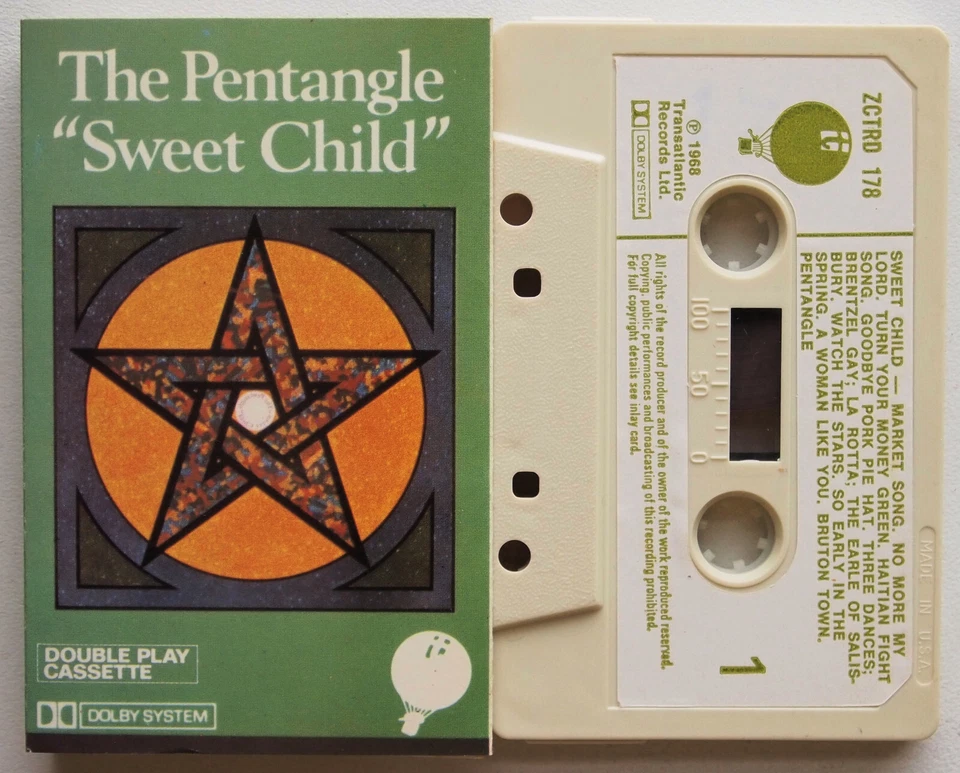 The Pentangle
“Sweet Child”
DOUBLE PLAY
CASSETTE
DOLBY SYSTEM
ZCTRD 178
it
℗ 1968
Transatlantic
Records Ltd.
DOLBY SYSTEM
SWEET CHILD — MARKET SONG. NO MORE MY
LORD. TURN YOUR MONEY GREEN. HAITIAN FIGHT
SONG. GOODBYE PORK PIE HAT. THREE DANCES;
BRENTZEL GAY; LA ROTTA; THE EARLE OF SALIS-
BURY. WATCH THE STARS. SO EARLY IN THE
SPRING. A WOMAN LIKE YOU. BRUTON TOWN.
PENTANGLE
All rights of the record producer and of the owner of the work reproduced reserved.
Copying, public performances and broadcasting of this recording prohibited.
For full copyright details see inlay card.
100 50 0
1
MADE IN U.S.A.